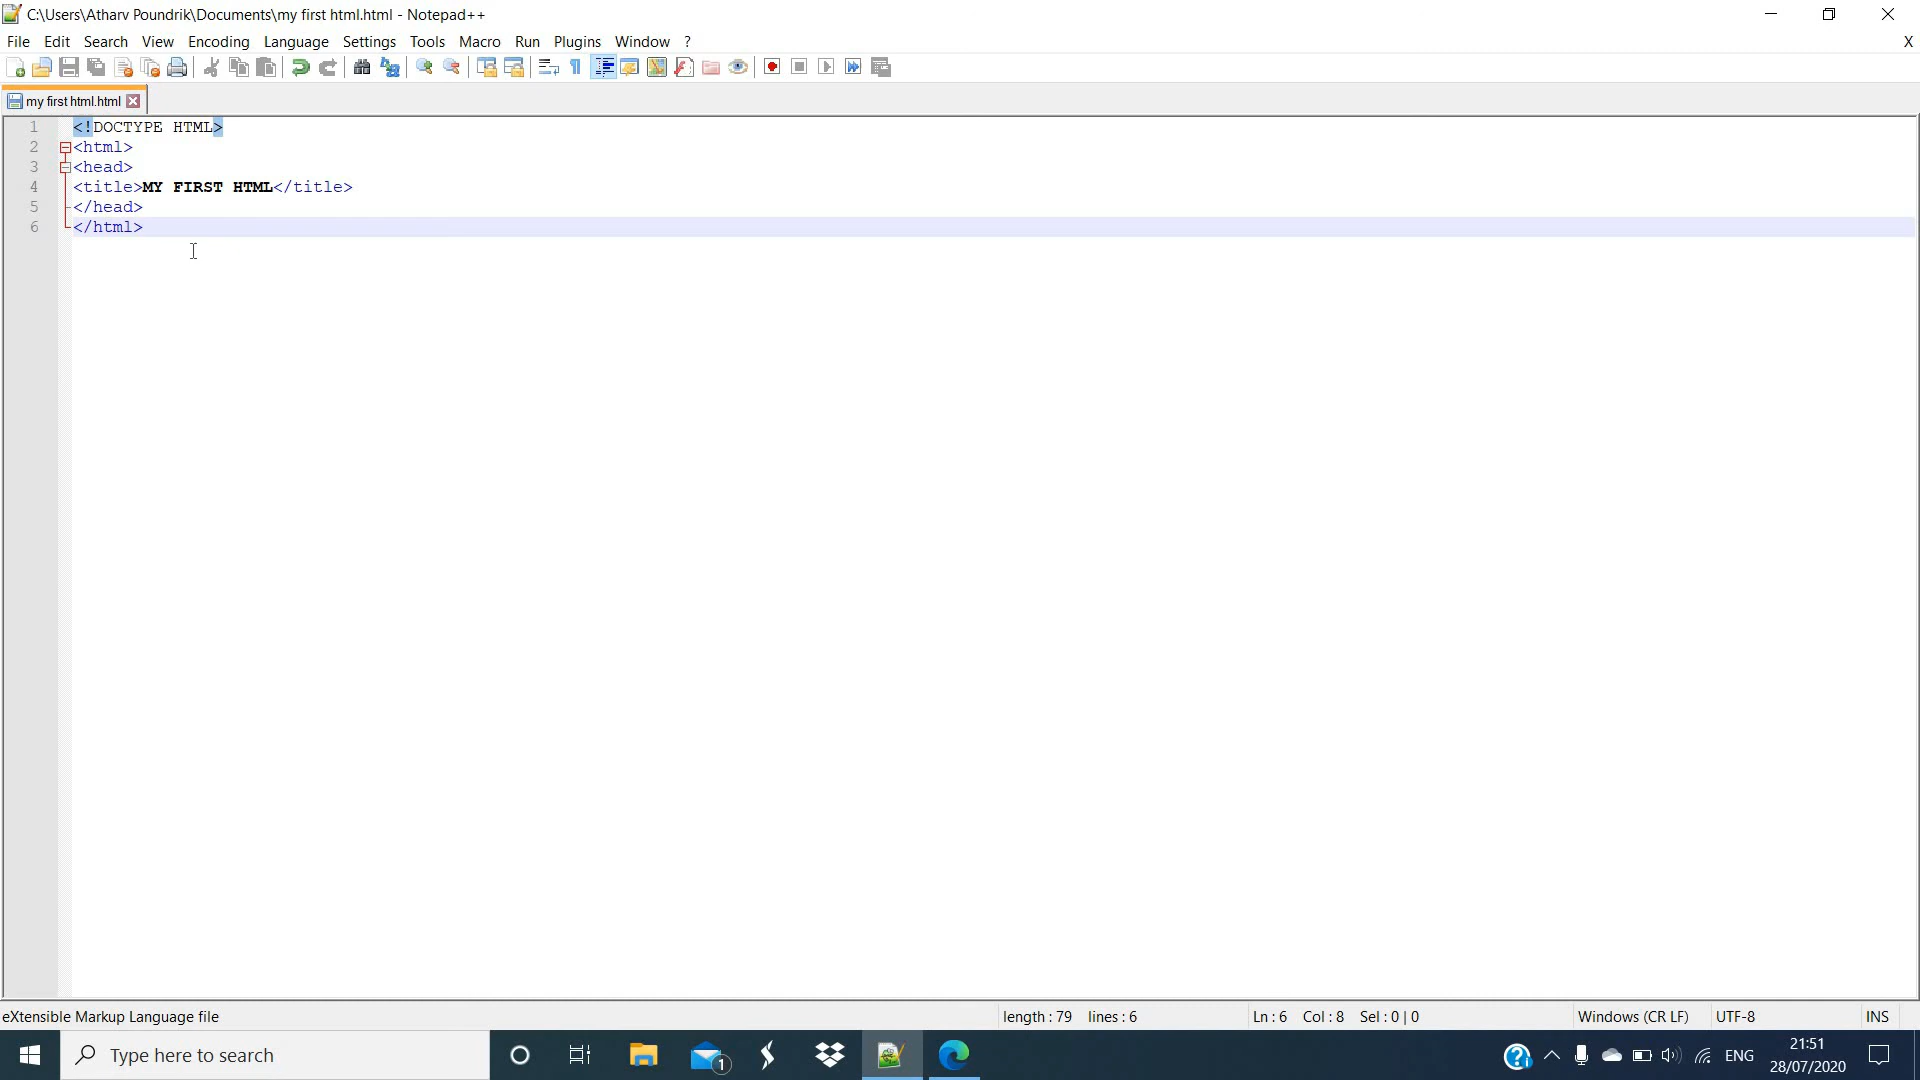 C:\Users\Atharv Poundrik\Documents\my first html.html - Notepad++
File Edit Search View Encoding Language Settings Tools Macro Run Plugins Window ? X
my first html.html
1 <!DOCTYPE HTML>
2 <html>
3 <head>
4 <title>MY FIRST HTML</title>
5 </head>
6 </html>
eXtensible Markup Language file length : 79 lines : 6 Ln : 6 Col : 8 Sel : 0 | 0 Windows (CR LF) UTF-8 INS
Type here to search 1 ENG 21:51
28/07/2020